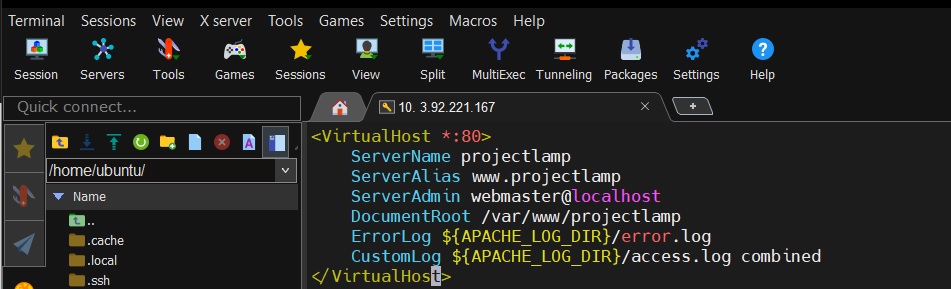 Terminal Sessions View X server Tools Games Settings Macros Help
Session Servers Tools Games Sessions View Split MultiExec Tunneling Packages Settings Help
Quick connect...
10. 3.92.221.167
/home/ubuntu/
Name
..
.cache
.local
.ssh
<VirtualHost *:80>
    ServerName projectlamp
    ServerAlias www.projectlamp
    ServerAdmin webmaster@localhost
    DocumentRoot /var/www/projectlamp
    ErrorLog ${APACHE_LOG_DIR}/error.log
    CustomLog ${APACHE_LOG_DIR}/access.log combined
</VirtualHost>